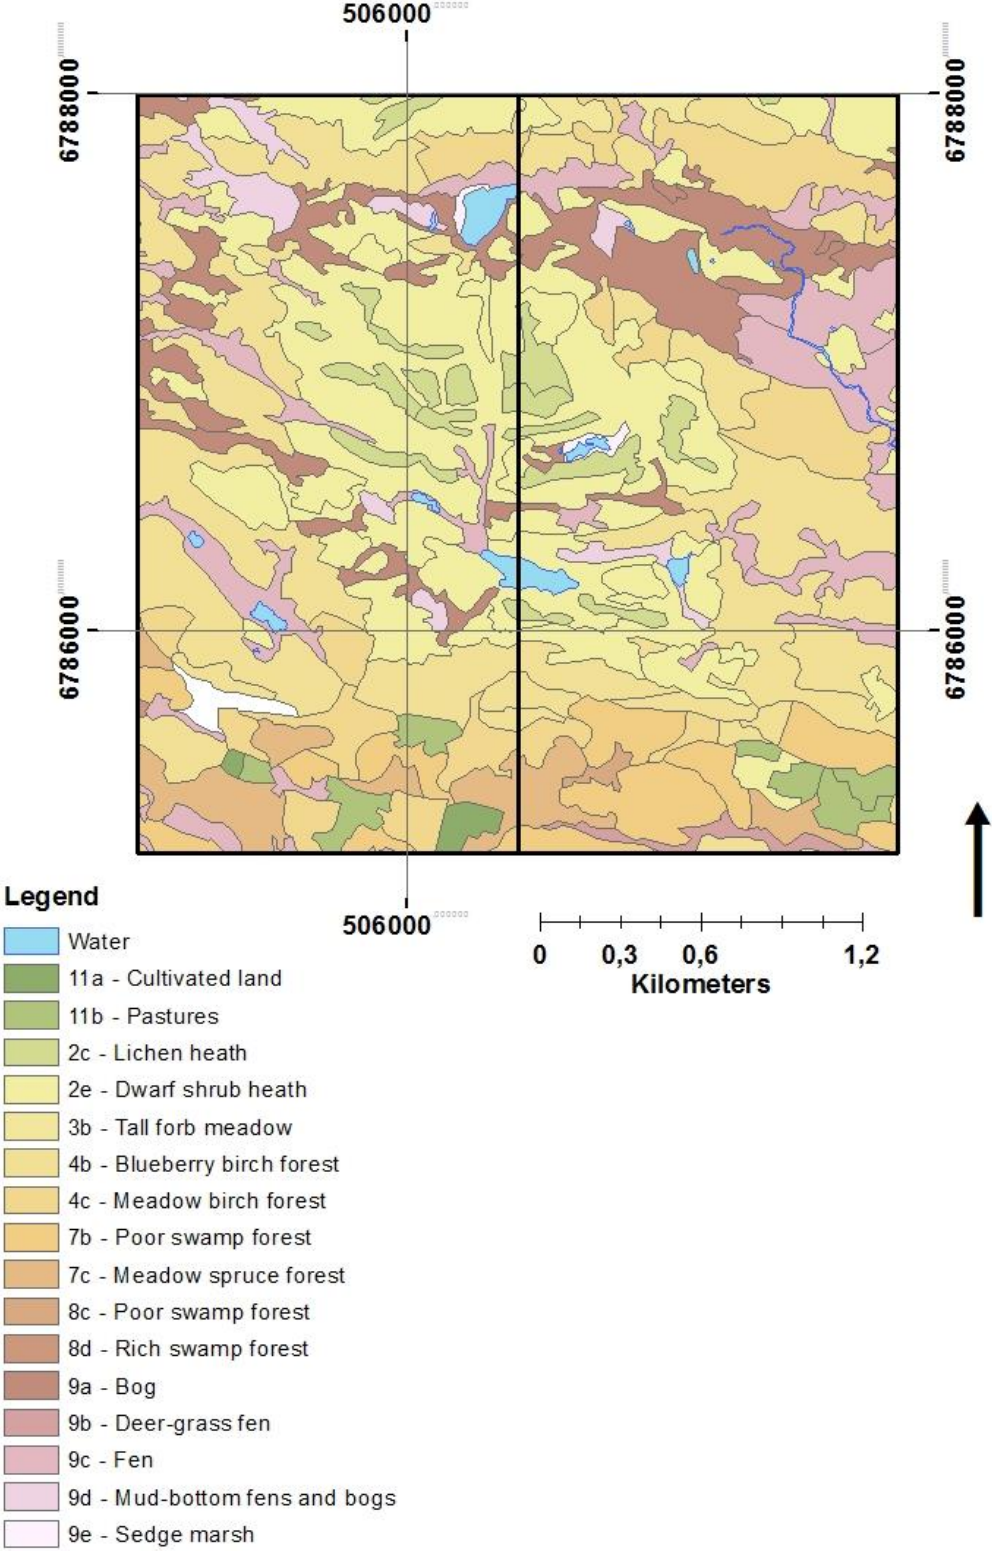 506000
6788000
6788000
6786000
6786000
506000
0 0,3 0,6 1,2
Kilometers
Legend
Water
11a - Cultivated land
11b - Pastures
2c - Lichen heath
2e - Dwarf shrub heath
3b - Tall forb meadow
4b - Blueberry birch forest
4c - Meadow birch forest
7b - Poor swamp forest
7c - Meadow spruce forest
8c - Poor swamp forest
8d - Rich swamp forest
9a - Bog
9b - Deer-grass fen
9c - Fen
9d - Mud-bottom fens and bogs
9e - Sedge marsh